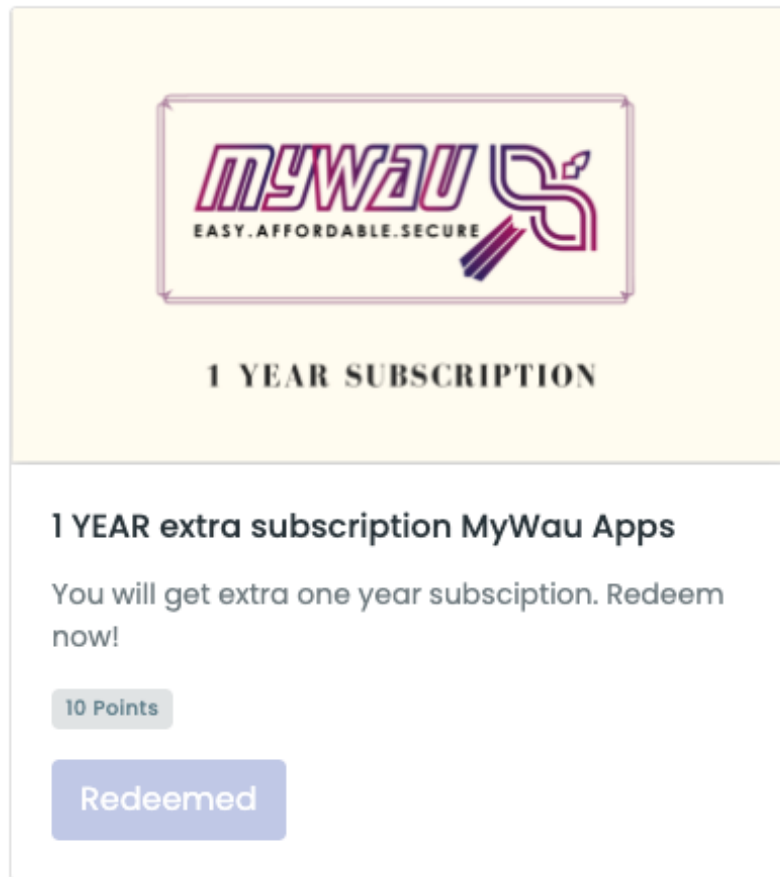 MYWAU
EASY.AFFORDABLE.SECURE
1 YEAR SUBSCRIPTION
1 YEAR extra subscription MyWau Apps
You will get extra one year subsciption. Redeem
now!
10 Points
Redeemed